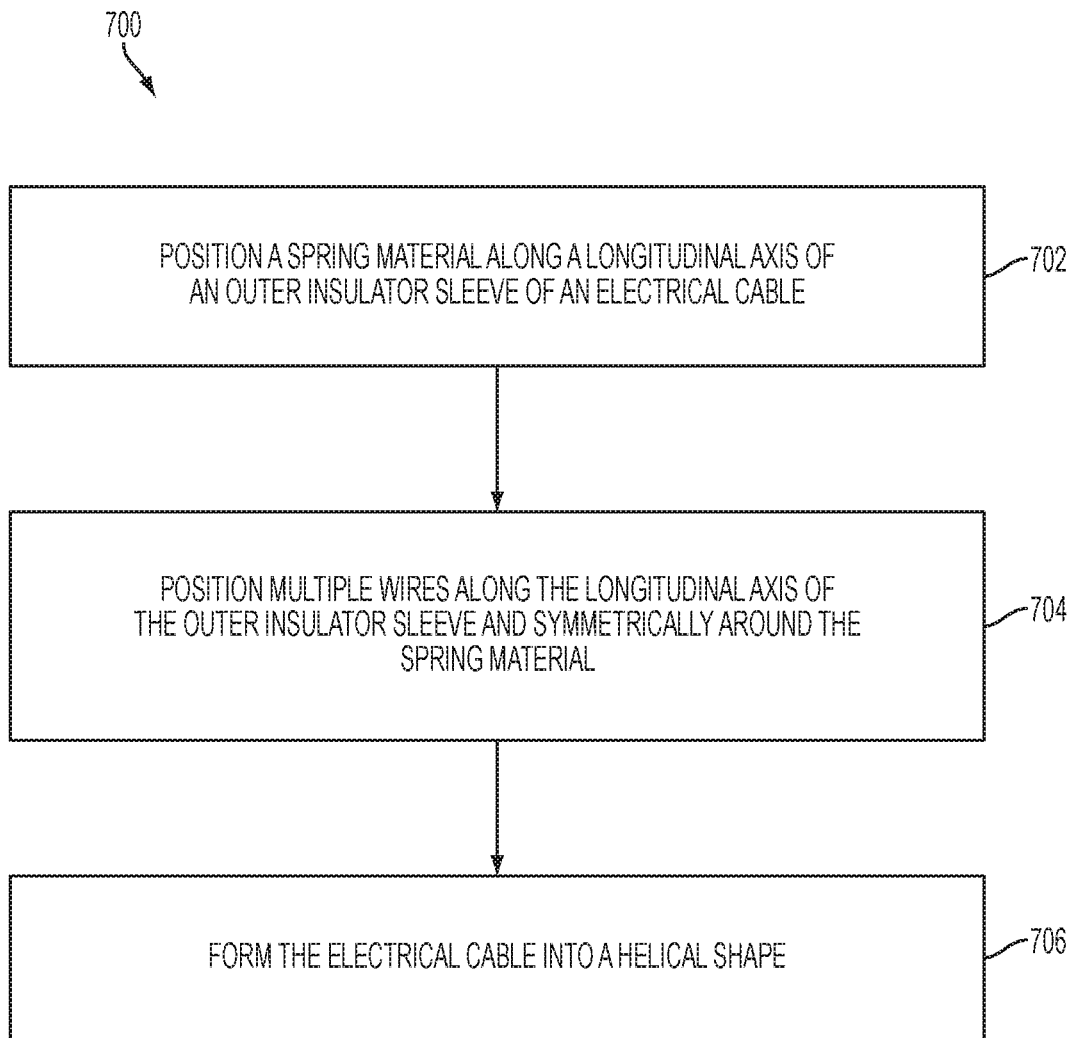 700
POSITION A SPRING MATERIAL ALONG A LONGITUDINAL AXIS OF
AN OUTER INSULATOR SLEEVE OF AN ELECTRICAL CABLE
702
POSITION MULTIPLE WIRES ALONG THE LONGITUDINAL AXIS OF
THE OUTER INSULATOR SLEEVE AND SYMMETRICALLY AROUND THE
SPRING MATERIAL
704
FORM THE ELECTRICAL CABLE INTO A HELICAL SHAPE
706